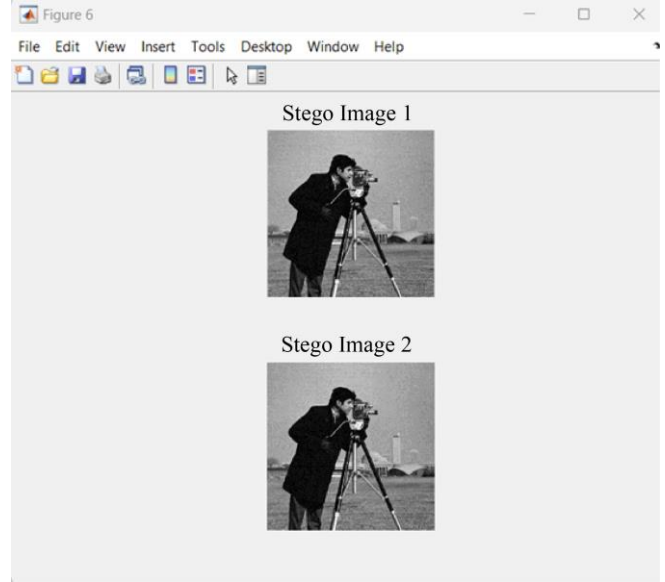 Figure 6
File Edit View Insert Tools Desktop Window Help
Stego Image 1
Stego Image 2